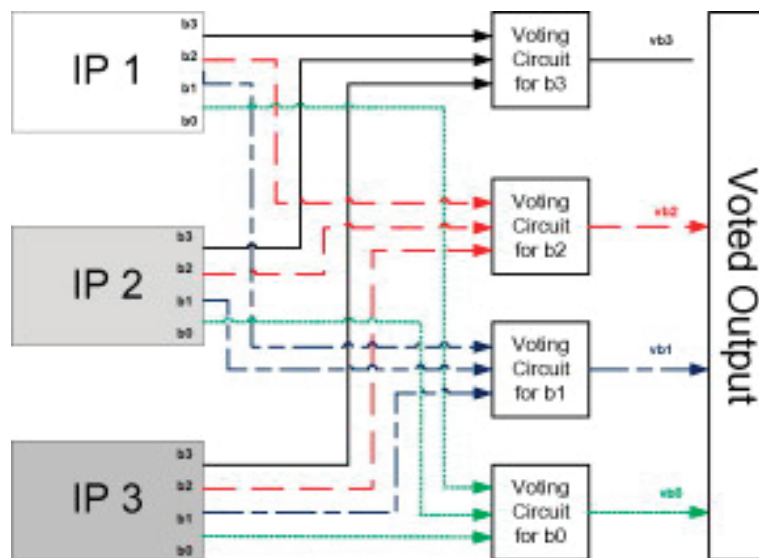 b3
IP 1
b2
b1
b0
Voting
Circuit
for b3
vb3
Voting
Circuit
for b2
vb2
b3
IP 2
b2
b1
b0
Voting
Circuit
for b1
vb1
b3
IP 3
b2
b1
b0
Voting
Circuit
for b0
vb0
Voted Output